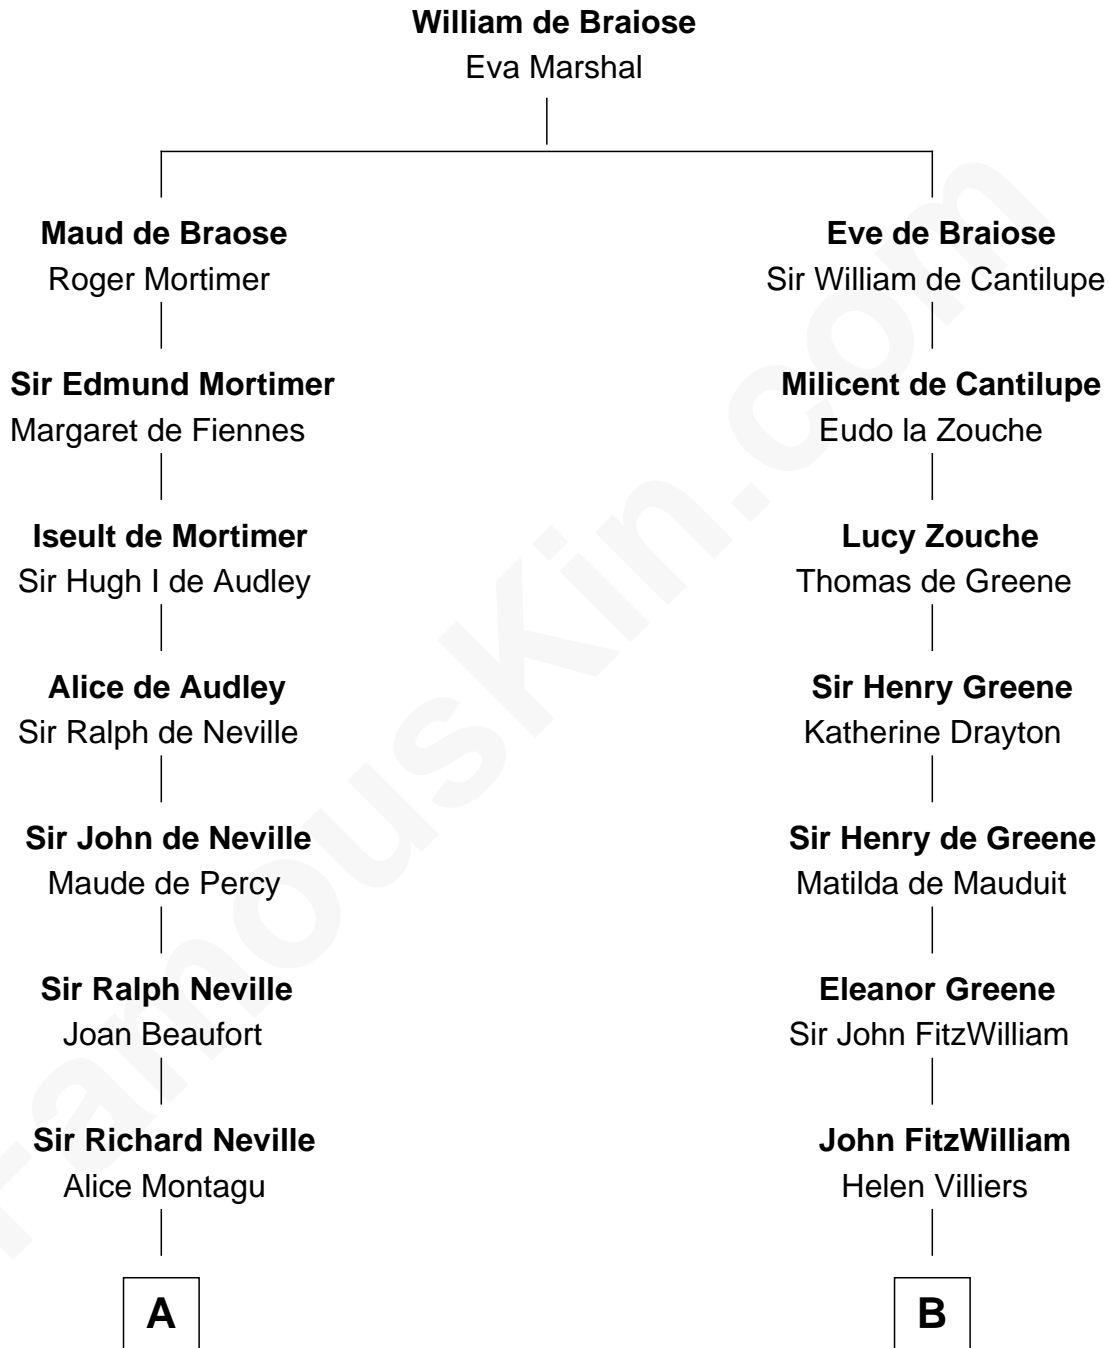 William de Braiose
Eva Marshal
Maud de Braose
Roger Mortimer
Eve de Braiose
Sir William de Cantilupe
Sir Edmund Mortimer
Margaret de Fiennes
Milicent de Cantilupe
Eudo la Zouche
Iseult de Mortimer
Sir Hugh I de Audley
Lucy Zouche
Thomas de Greene
Alice de Audley
Sir Ralph de Neville
Sir Henry Greene
Katherine Drayton
Sir John de Neville
Maude de Percy
Sir Henry de Greene
Matilda de Mauduit
Sir Ralph Neville
Joan Beaufort
Eleanor Greene
Sir John FitzWilliam
Sir Richard Neville
Alice Montagu
John FitzWilliam
Helen Villiers
A
B
FamousKin.com